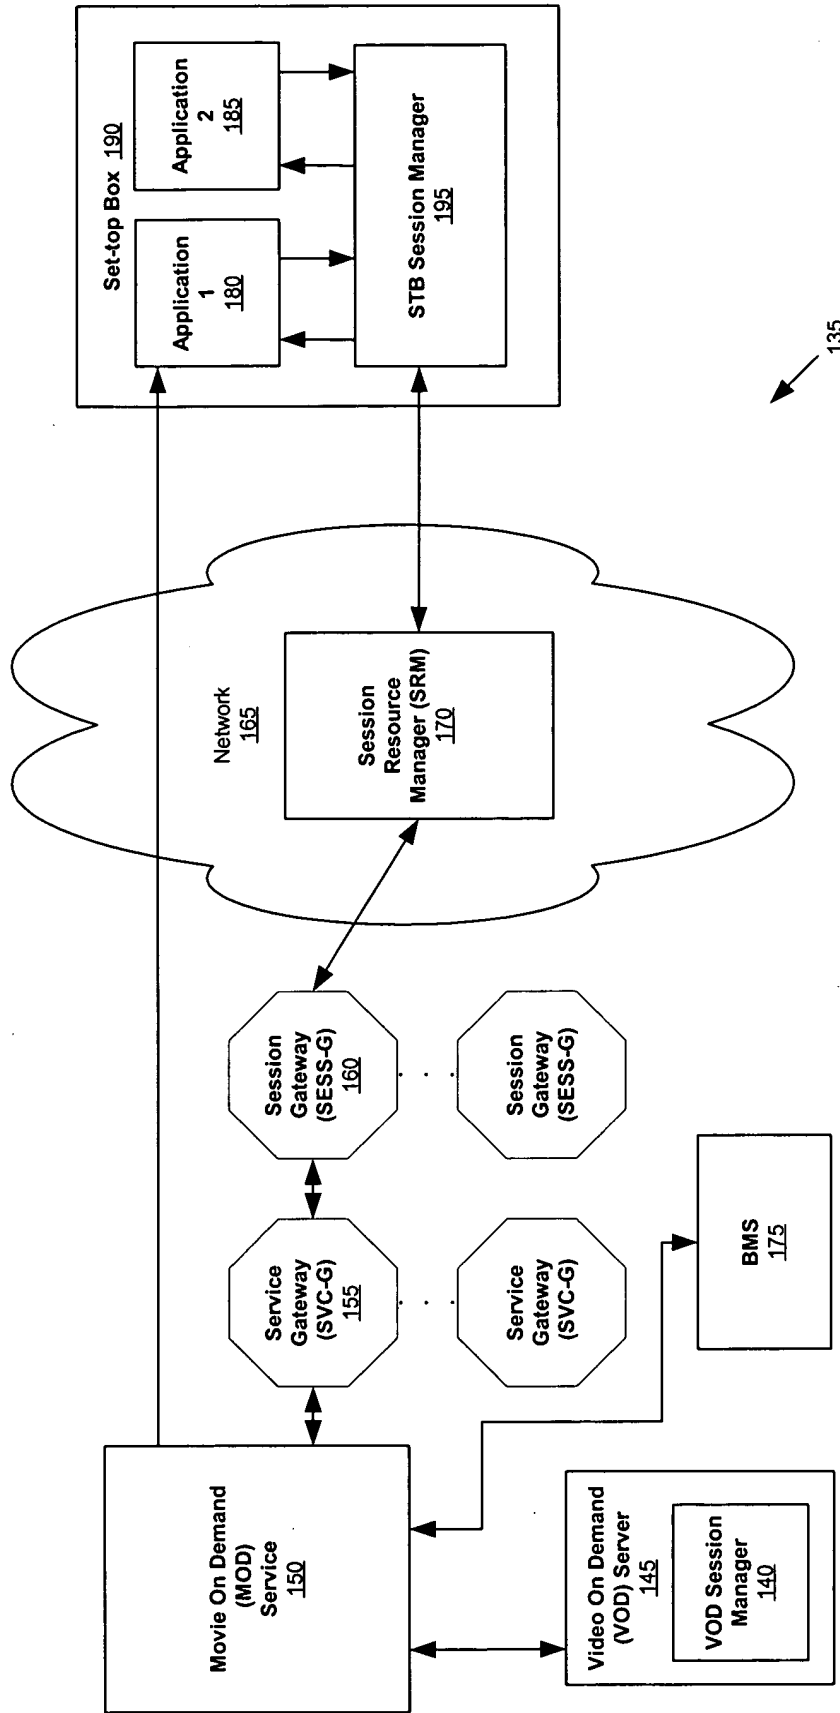 Movie On Demand
(MOD)
Service
150
Video On Demand
(VOD) Server
145
VOD Session
Manager
140
Service
Gateway
(SVC-G)
155
. . .
Service
Gateway
(SVC-G)
BMS
175
Session
Gateway
(SESS-G)
160
. . .
Session
Gateway
(SESS-G)
Network
165
Session
Resource
Manager (SRM)
170
Set-top Box 190
Application
1
180
Application
2
185
STB Session Manager
195
135